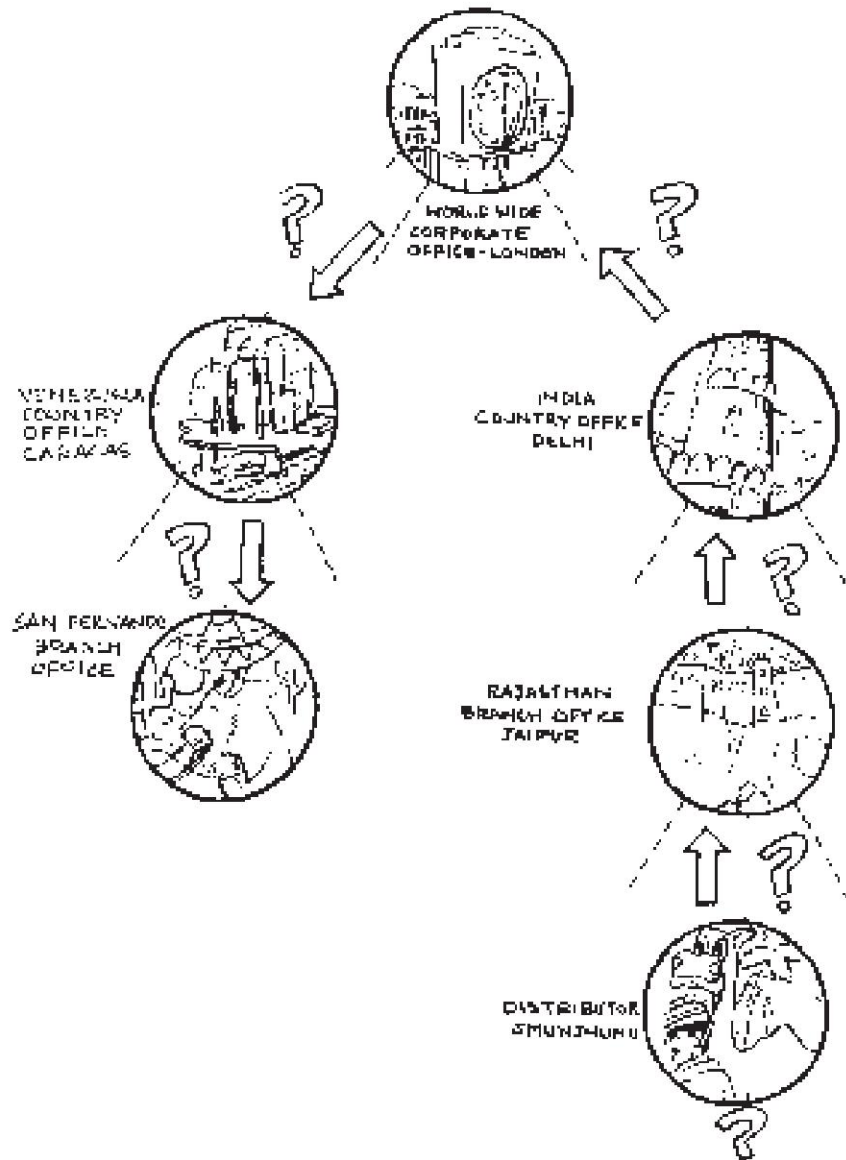 ?
?
WORLD WIDE
CORPORATE
OFFICE-LONDON
VENEZUELA
COUNTRY
OFFICE
CARACAS
INDIA
COUNTRY OFFICE
DELHI
?
?
SAN FERNANDO
BRANCH
OFFICE
RAJASTHAN
BRANCH OFFICE
JAIPUR
?
DISTRIBUTOR
JHUNJHUNU
?